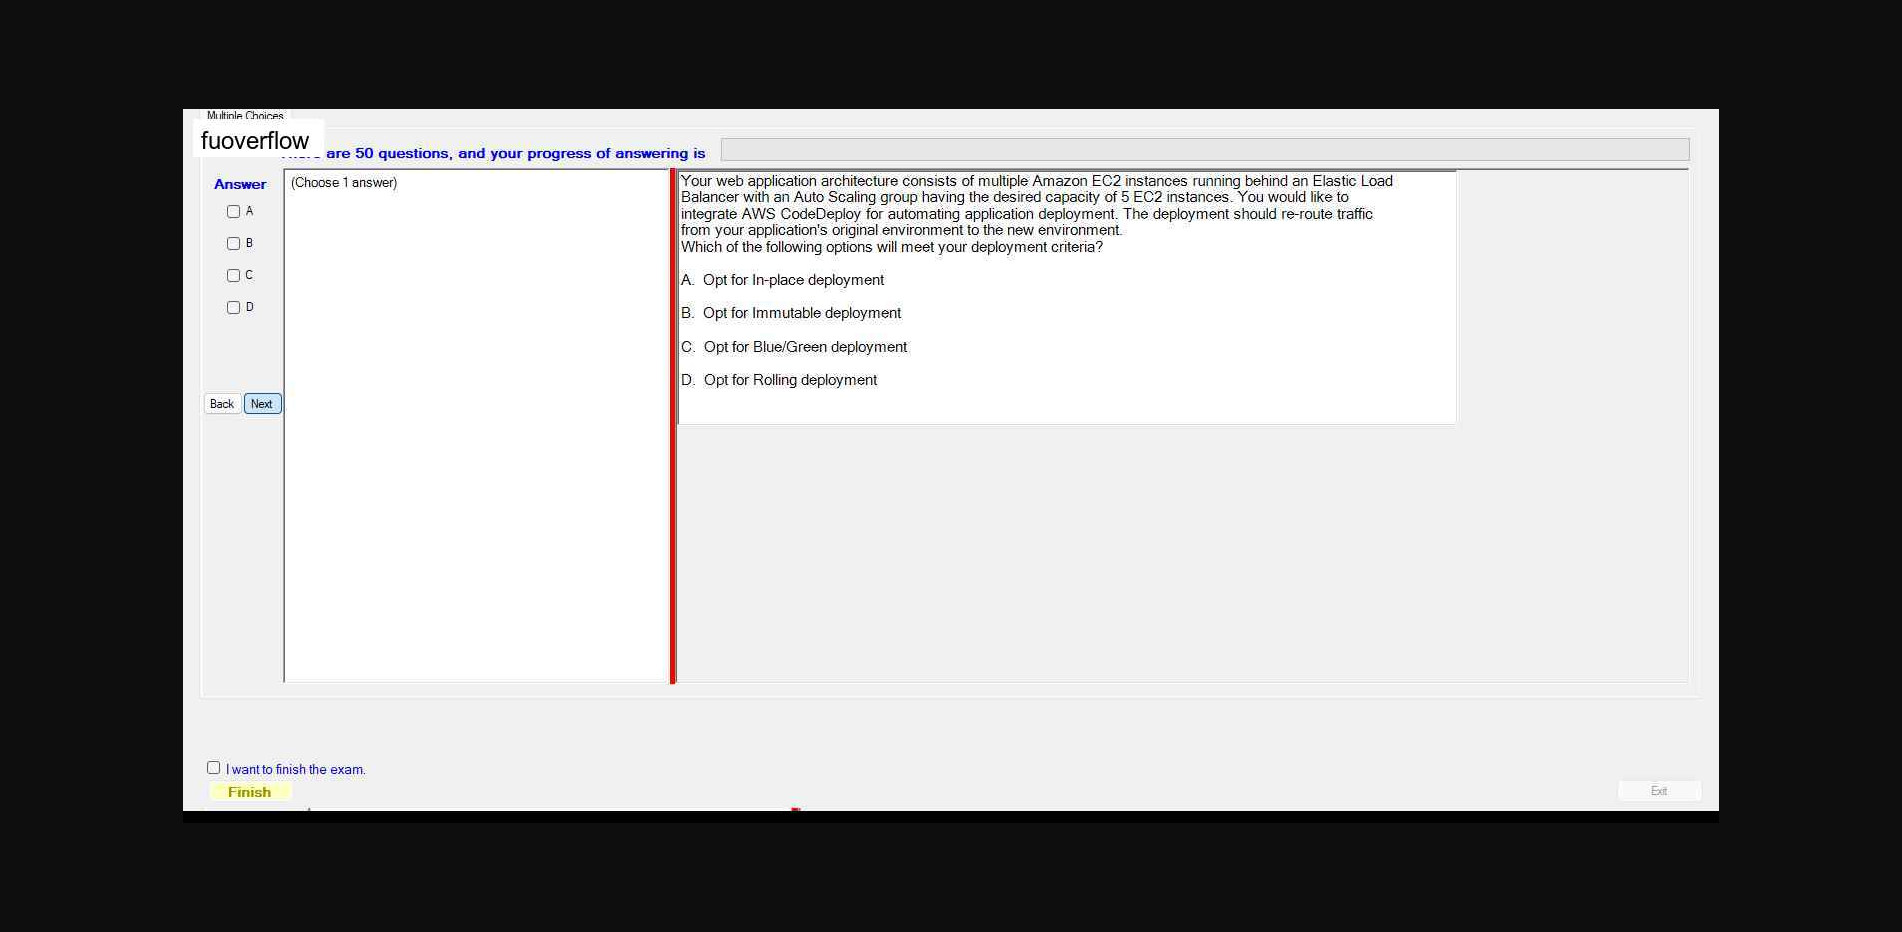 Multiple Choices
fuoverflow
are 50 questions, and your progress of answering is
Answer
(Choose 1 answer)
A
B
C
D
Back
Next
Your web application architecture consists of multiple Amazon EC2 instances running behind an Elastic Load
Balancer with an Auto Scaling group having the desired capacity of 5 EC2 instances. You would like to
integrate AWS CodeDeploy for automating application deployment. The deployment should re-route traffic
from your application's original environment to the new environment.
Which of the following options will meet your deployment criteria?
A. Opt for In-place deployment
B. Opt for Immutable deployment
C. Opt for Blue/Green deployment
D. Opt for Rolling deployment
I want to finish the exam.
Finish
Exit